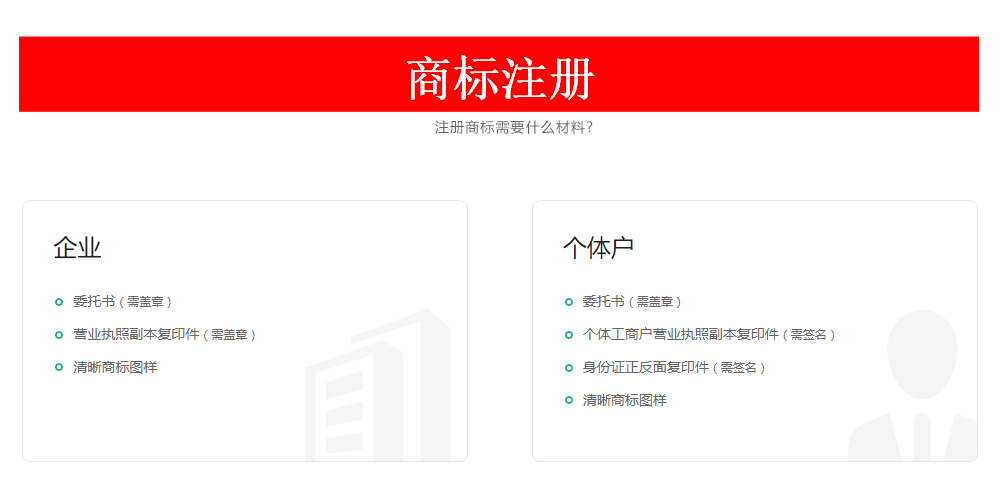 商标注册
注册商标需要什么材料?
企业
委托书（需盖章）
营业执照副本复印件（需盖章）
清晰商标图样
个体户
委托书（需盖章）
个体工商户营业执照副本复印件（需签名）
身份证正反面复印件（需签名）
清晰商标图样